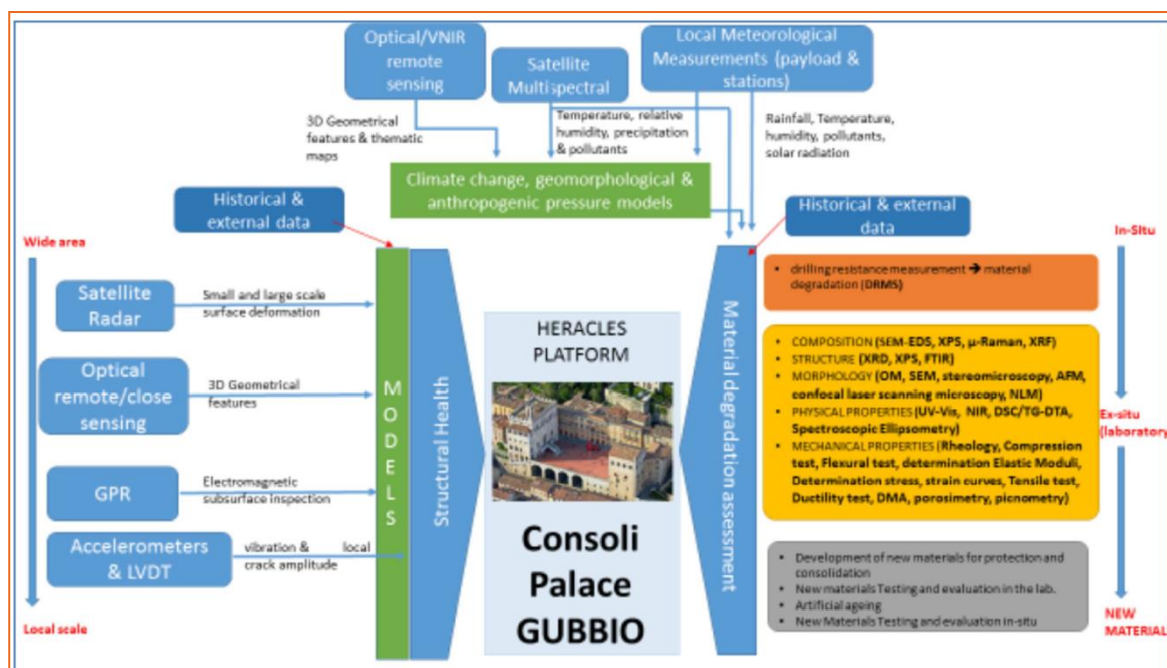 Optical/VNIR
remote
sensing
Satellite
Multispectral
Local Meteorological
Measurements (payload &
stations)
3D Geometrical
features & thematic
maps
Temperature, relative
humidity, precipitation
& pollutants
Rainfall, Temperature,
humidity, pollutants,
solar radiation
Climate change, geomorphological &
anthropogenic pressure models
Historical &
external data
Historical & external
data
Wide area
Satellite
Radar
Small and large scale
surface deformation
Optical
remote/close
sensing
3D Geometrical
features
GPR
Electromagnetic
subsurface inspection
Accelerometers
& LVDT
vibration & local
crack amplitude
Local scale
MODELS
Structural Health
HERACLES
PLATFORM
Consoli
Palace
GUBBIO
Material degradation assessment
In-Situ
• drilling resistance measurement ➔ material
degradation (DRMS)
• COMPOSITION (SEM-EDS, XPS, μ-Raman, XRF)
• STRUCTURE (XRD, XPS, FTIR)
• MORPHOLOGY (OM, SEM, stereomicroscopy, AFM,
confocal laser scanning microscopy, NLM)
• PHYSICAL PROPERTIES (UV-Vis, NIR, DSC/TG-DTA,
Spectroscopic Ellipsometry)
• MECHANICAL PROPERTIES (Rheology, Compression
test, Flexural test, determination Elastic Moduli,
Determination stress, strain curves, Tensile test,
Ductility test, DMA, porosimetry, picnometry)
Ex-situ
(laboratory)
• Development of new materials for protection and
consolidation
• New materials Testing and evaluation in the lab.
• Artificial ageing
• New Materials Testing and evaluation in-situ
NEW
MATERIAL